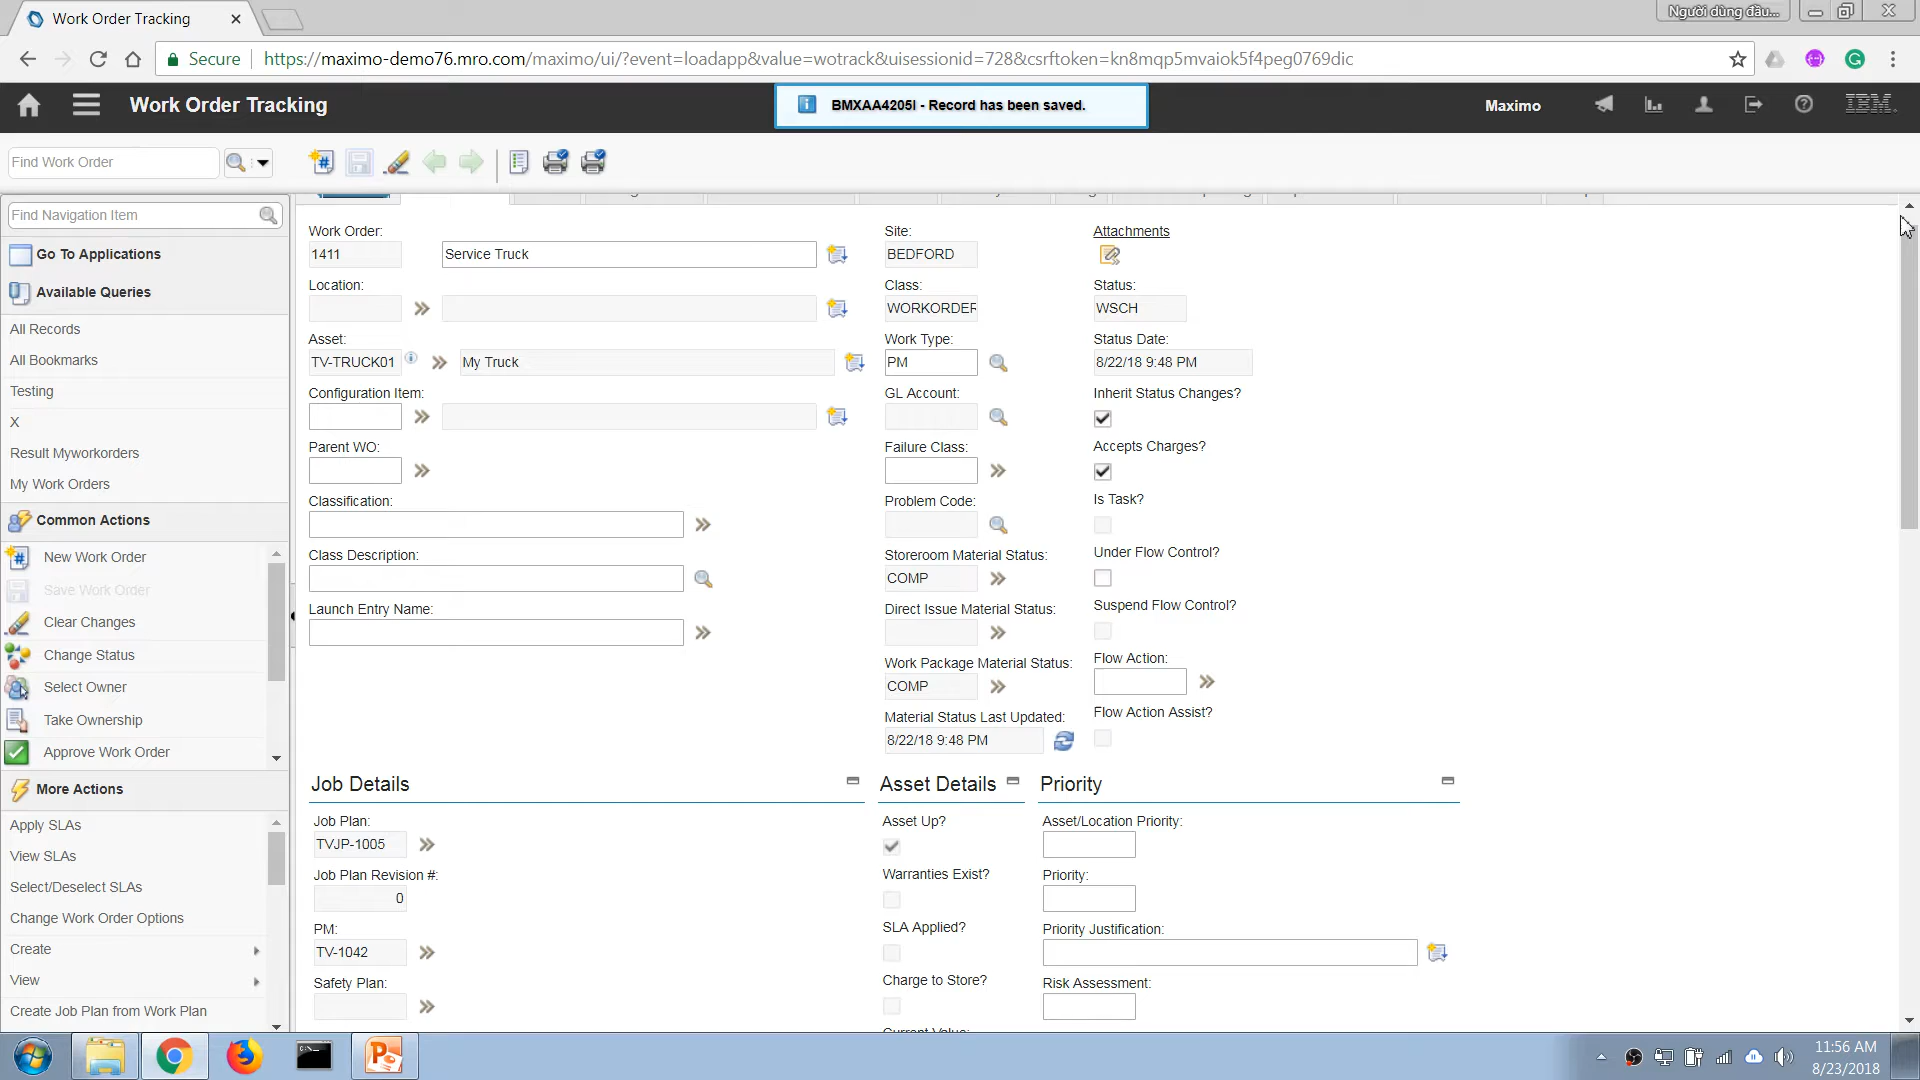 Work Order Tracking
Người dùng đầu...
Secure
https://maximo-demo76.mro.com/maximo/ui/?event=loadapp&value=wotrack&uisessionid=728&csrftoken=kn8mqp5mvaiok5f4peg0769dic
Work Order Tracking
BMXAA4205I - Record has been saved.
Maximo
IBM.
Find Work Order
Find Navigation Item
Go To Applications
Available Queries
All Records
All Bookmarks
Testing
X
Result Myworkorders
My Work Orders
Common Actions
New Work Order
Save Work Order
Clear Changes
Change Status
Select Owner
Take Ownership
Approve Work Order
More Actions
Apply SLAs
View SLAs
Select/Deselect SLAs
Change Work Order Options
Create
View
Create Job Plan from Work Plan
Work Order:
1411
Service Truck
Location:
Asset:
TV-TRUCK01
My Truck
Configuration Item:
Parent WO:
Classification:
Class Description:
Launch Entry Name:
Site:
BEDFORD
Class:
WORKORDER
Work Type:
PM
GL Account:
Failure Class:
Problem Code:
Storeroom Material Status:
COMP
Direct Issue Material Status:
Work Package Material Status:
COMP
Material Status Last Updated:
8/22/18 9:48 PM
Attachments
Status:
WSCH
Status Date:
8/22/18 9:48 PM
Inherit Status Changes?
Accepts Charges?
Is Task?
Under Flow Control?
Suspend Flow Control?
Flow Action:
Flow Action Assist?
Job Details
Job Plan:
TVJP-1005
Job Plan Revision #:
0
PM:
TV-1042
Safety Plan:
Asset Details
Asset Up?
Warranties Exist?
SLA Applied?
Charge to Store?
Priority
Asset/Location Priority:
Priority:
Priority Justification:
Risk Assessment:
11:56 AM
8/23/2018